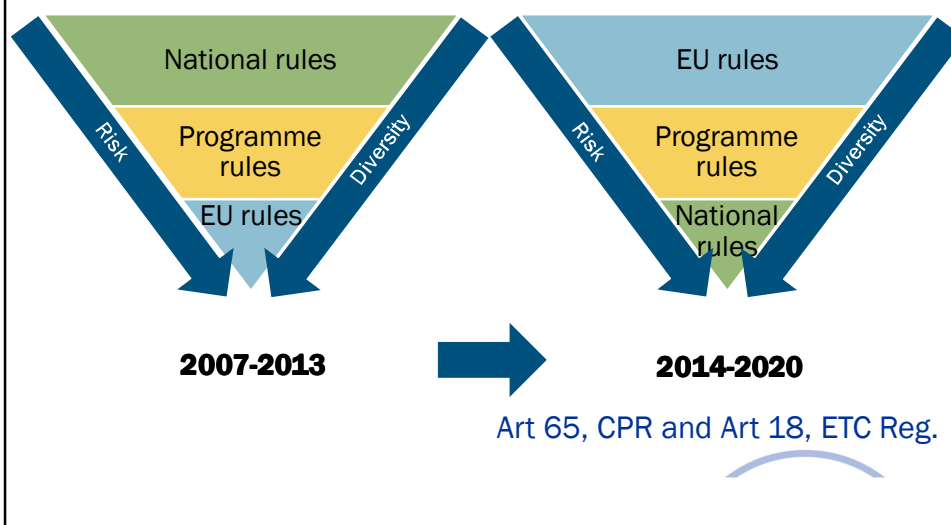 National rules
Programme
rules
EU rules
Risk
Diversity
2007-2013
EU rules
Programme
rules
National
rules
Risk
Diversity
2014-2020
Art 65, CPR and Art 18, ETC Reg.